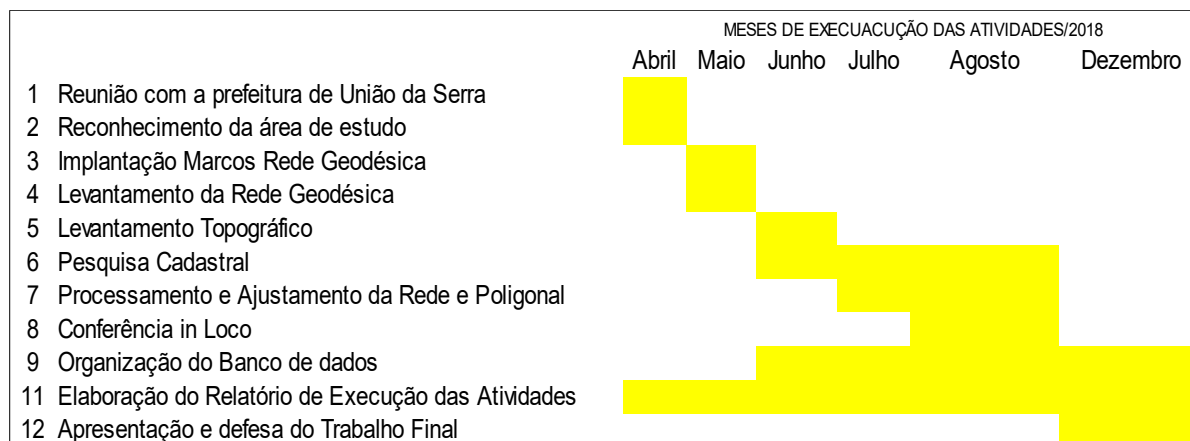 MESES DE EXECUACUÇÃO DAS ATIVIDADES/2018
Abril Maio Junho Julho Agosto Dezembro
1 Reunião com a prefeitura de União da Serra
2 Reconhecimento da área de estudo
3 Implantação Marcos Rede Geodésica
4 Levantamento da Rede Geodésica
5 Levantamento Topográfico
6 Pesquisa Cadastral
7 Processamento e Ajustamento da Rede e Poligonal
8 Conferência in Loco
9 Organização do Banco de dados
11 Elaboração do Relatório de Execução das Atividades
12 Apresentação e defesa do Trabalho Final